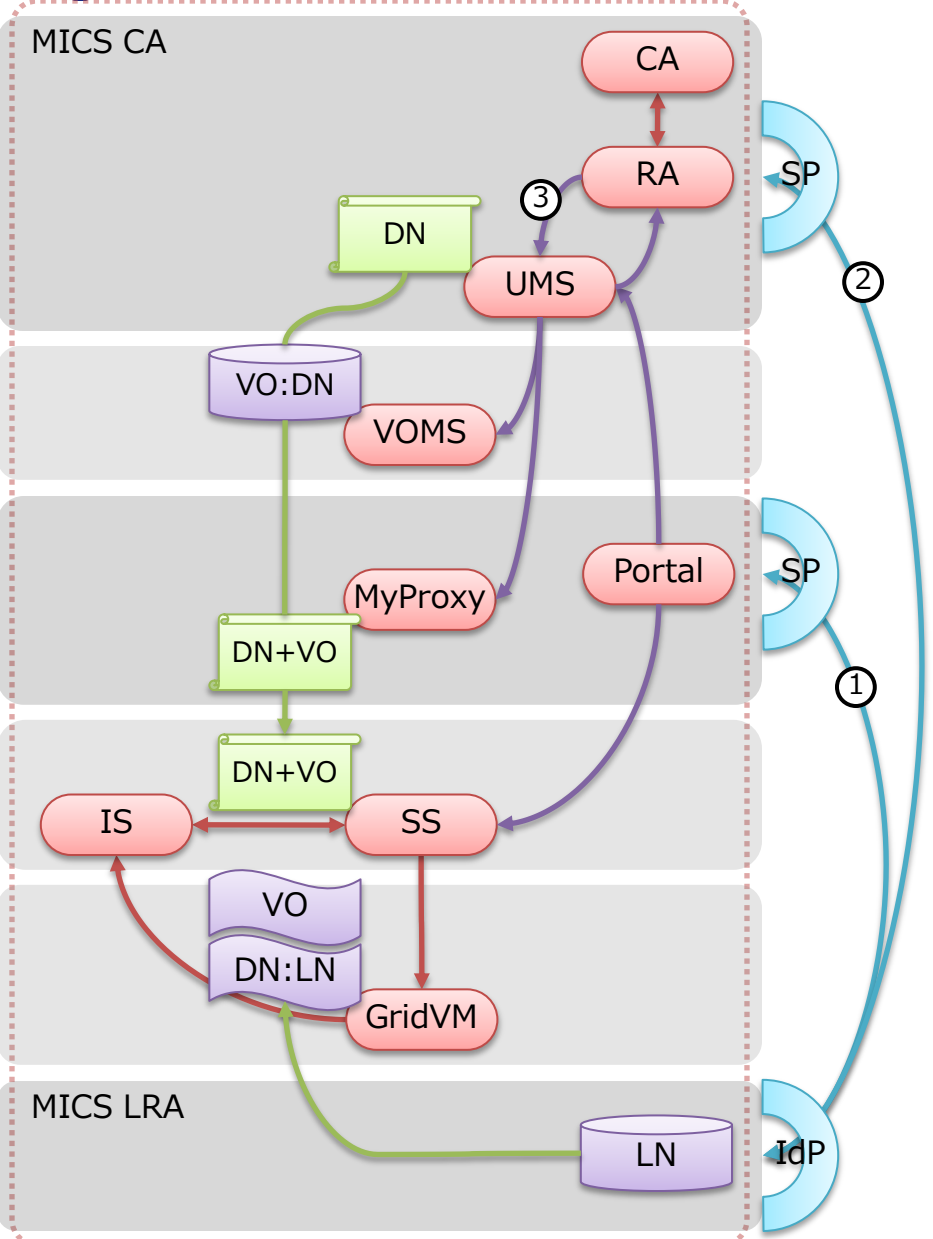 MICS CA
CA
SP
RA
3
DN
UMS
2
VO:DN
VOMS
Portal
SP
MyProxy
DN+VO
1
DN+VO
IS
SS
VO
DN:LN
GridVM
MICS LRA
LN
IdP